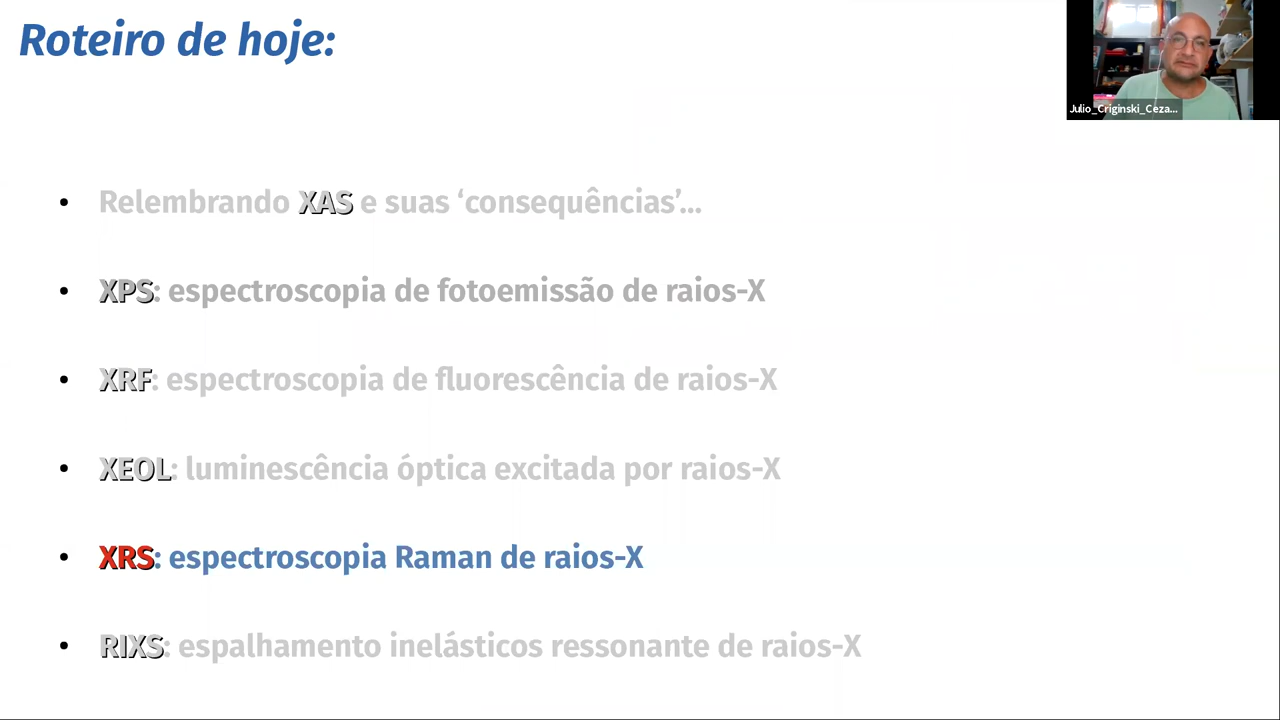 Roteiro de hoje:
Julio_Criginski_Ceza...
• Relembrando XAS e suas ‘consequências’...
• XPS: espectroscopia de fotoemissão de raios-X
• XRF: espectroscopia de fluorescência de raios-X
• XEOL: luminescência óptica excitada por raios-X
• XRS: espectroscopia Raman de raios-X
• RIXS: espalhamento inelásticos ressonante de raios-X